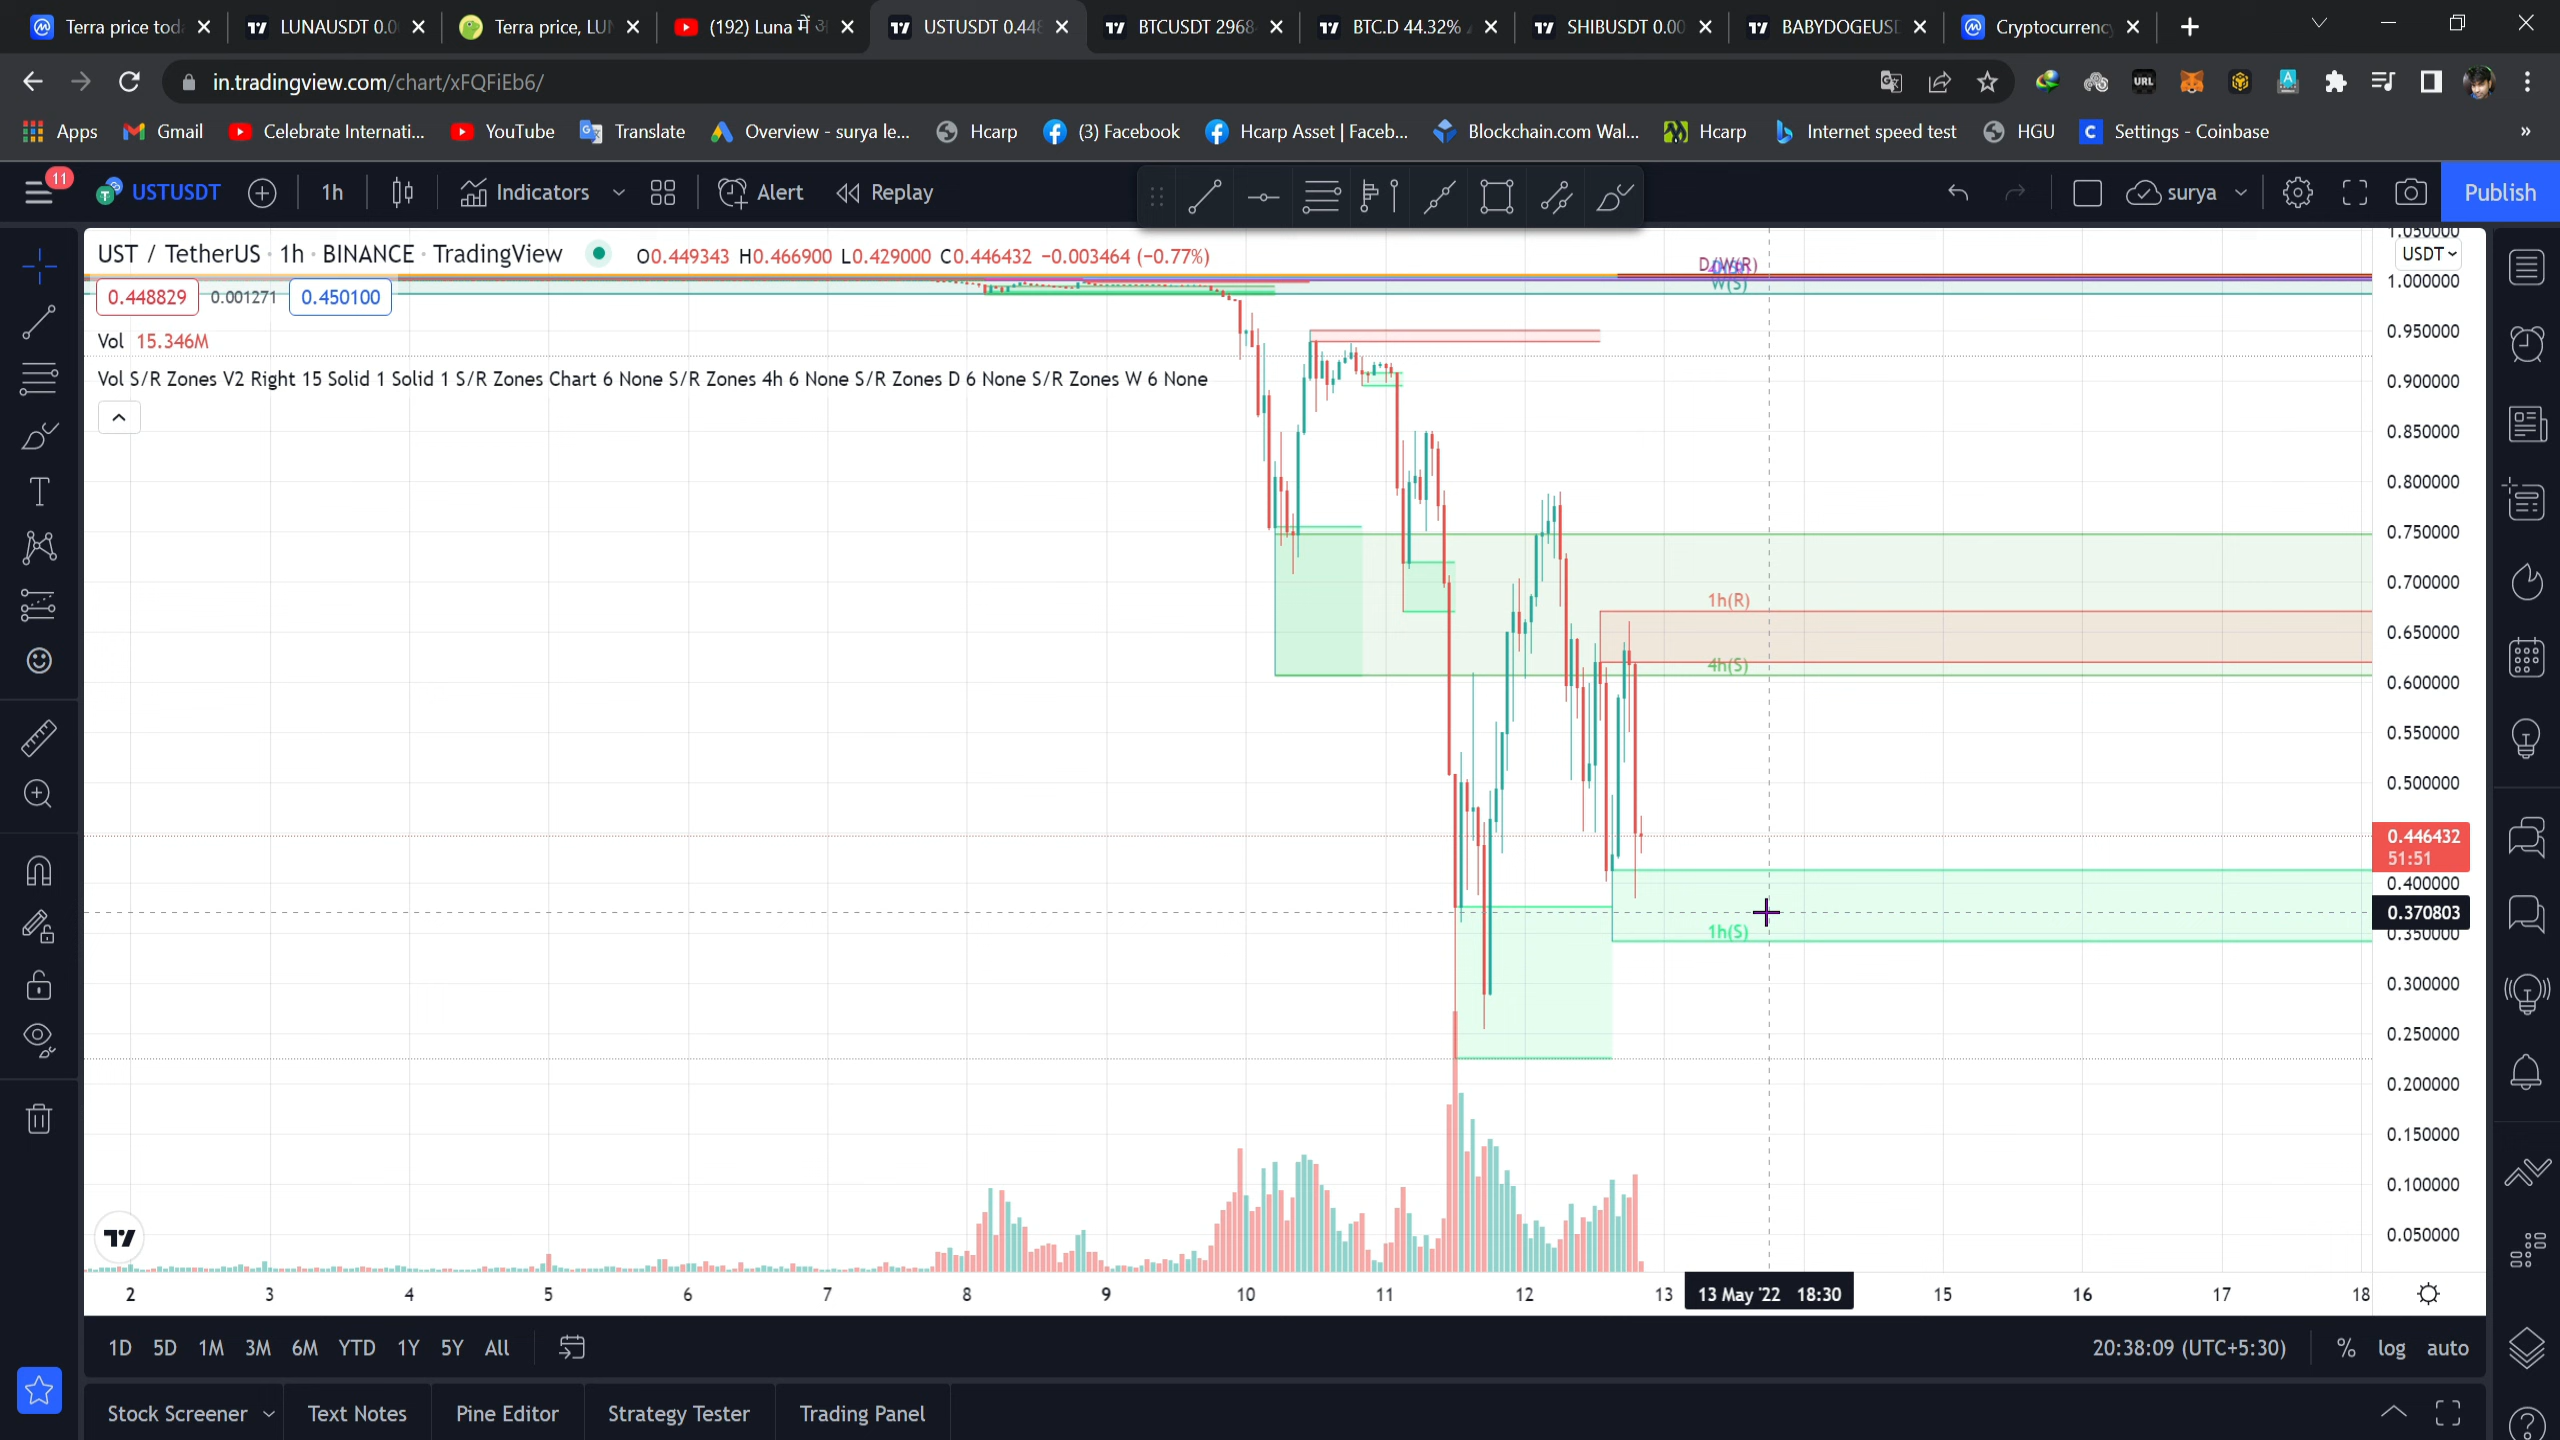 Terra price tod
LUNAUSDT 0.0
Terra price, LU
(192) Luna में
USTUSDT 0.448
BTCUSDT 2968
BTC.D 44.32%
SHIBUSDT 0.00
BABYDOGEUS
Cryptocurrenc
in.tradingview.com/chart/xFQFiEb6/
URL
Apps
Gmail
Celebrate Internati...
YouTube
Translate
Overview - surya le...
Hcarp
(3) Facebook
Hcarp Asset | Faceb...
Blockchain.com Wal...
Hcarp
Internet speed test
HGU
Settings - Coinbase
»
11
USTUSDT
1h
Indicators
Alert
Replay
surya
Publish
UST / TetherUS · 1h · BINANCE · TradingView
O0.449343 H0.466900 L0.429000 C0.446432 −0.003464 (−0.77%)
0.448829
0.001271
0.450100
Vol 15.346M
Vol S/R Zones V2 Right 15 Solid 1 Solid 1 S/R Zones Chart 6 None S/R Zones 4h 6 None S/R Zones D 6 None S/R Zones W 6 None
W(S)
1h(R)
4h(S)
1h(S)
1.050000
USDT
1.000000
0.950000
0.900000
0.850000
0.800000
0.750000
0.700000
0.650000
0.600000
0.550000
0.500000
0.446432
51:51
0.400000
0.370803
0.350000
0.300000
0.250000
0.200000
0.150000
0.100000
0.050000
2 3 4 5 6 7 8 9 10 11 12 13 13 May '22 18:30 15 16 17 18
1D 5D 1M 3M 6M YTD 1Y 5Y All
20:38:09 (UTC+5:30)
% log auto
Stock Screener
Text Notes
Pine Editor
Strategy Tester
Trading Panel